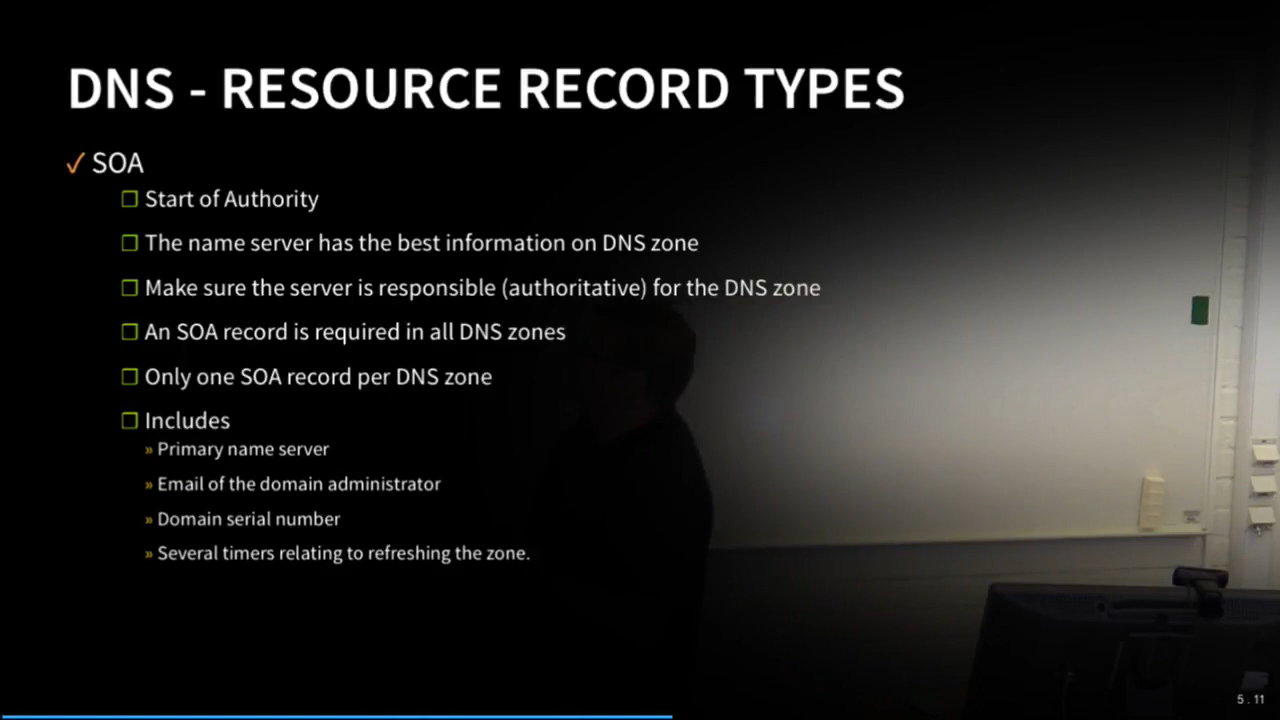 DNS - RESOURCE RECORD TYPES
✓ SOA
❐ Start of Authority
❐ The name server has the best information on DNS zone
❐ Make sure the server is responsible (authoritative) for the DNS zone
❐ An SOA record is required in all DNS zones
❐ Only one SOA record per DNS zone
❐ Includes
» Primary name server
» Email of the domain administrator
» Domain serial number
» Several timers relating to refreshing the zone.
5 . 11